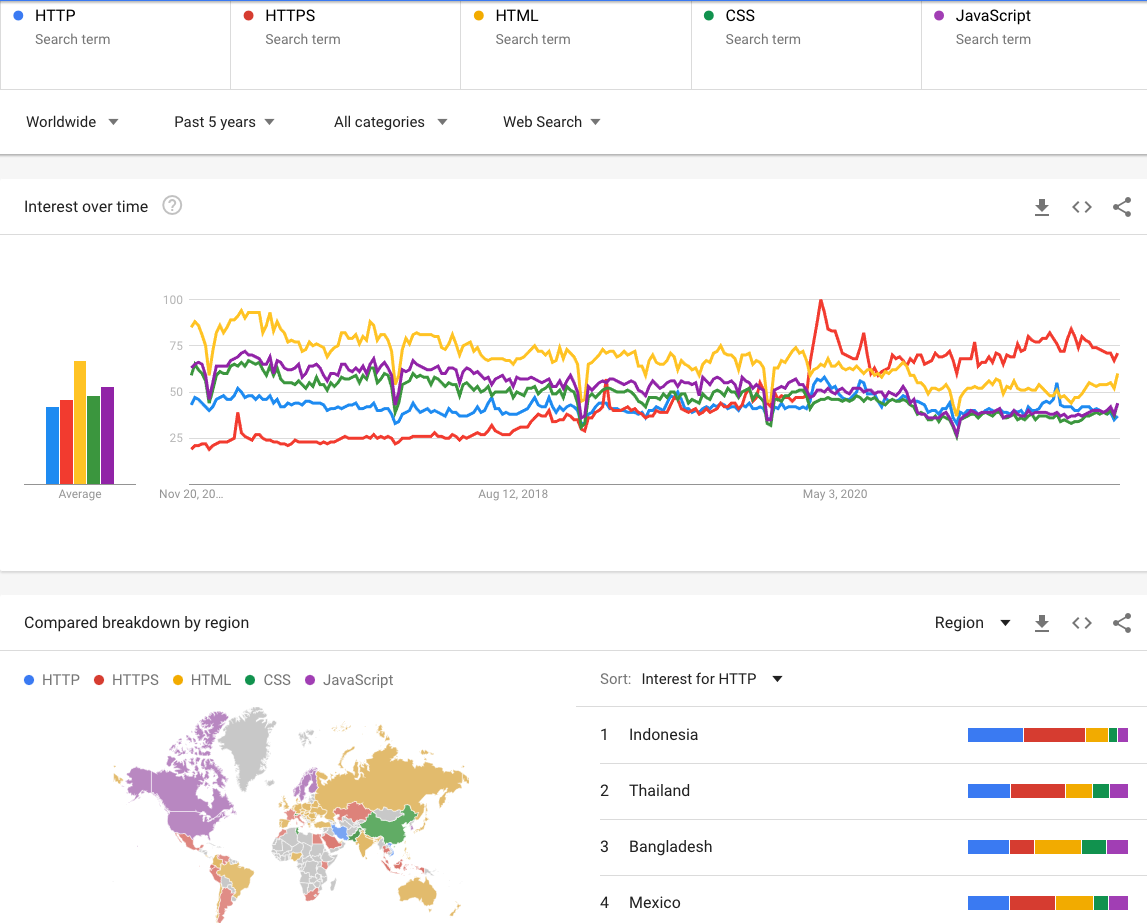 HTTP HTTPS HTML CSS JavaScript
Search term Search term Search term Search term Search term
Worldwide Past 5 years All categories Web Search
Interest over time ?
100
75
50
25
Average Nov 20, 20... Aug 12, 2018 May 3, 2020
Compared breakdown by region Region
HTTP HTTPS HTML CSS JavaScript
Sort: Interest for HTTP
1 Indonesia
2 Thailand
3 Bangladesh
4 Mexico